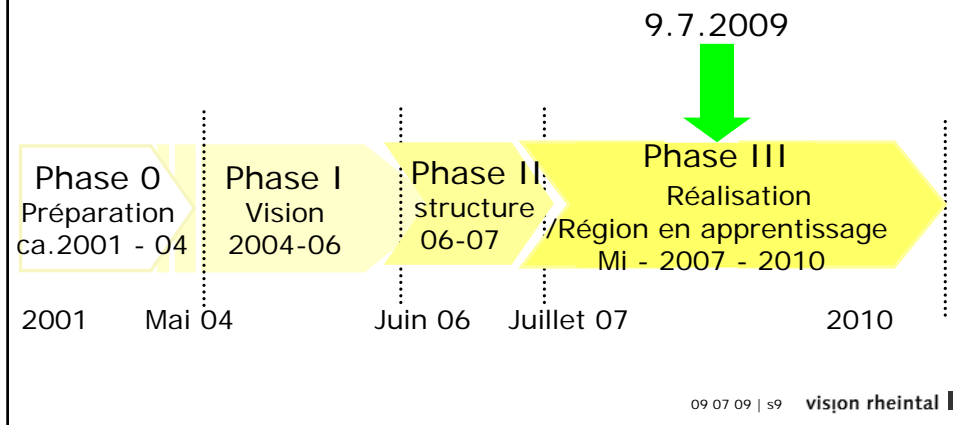 9.7.2009
Phase 0
Préparation
ca.2001 - 04
Phase I
Vision
2004-06
Phase II
structure
06-07
Phase III
Réalisation
/Région en apprentissage
Mi - 2007 - 2010
2001
Mai 04
Juin 06
Juillet 07
2010
09 07 09 | s9
vision rheintal